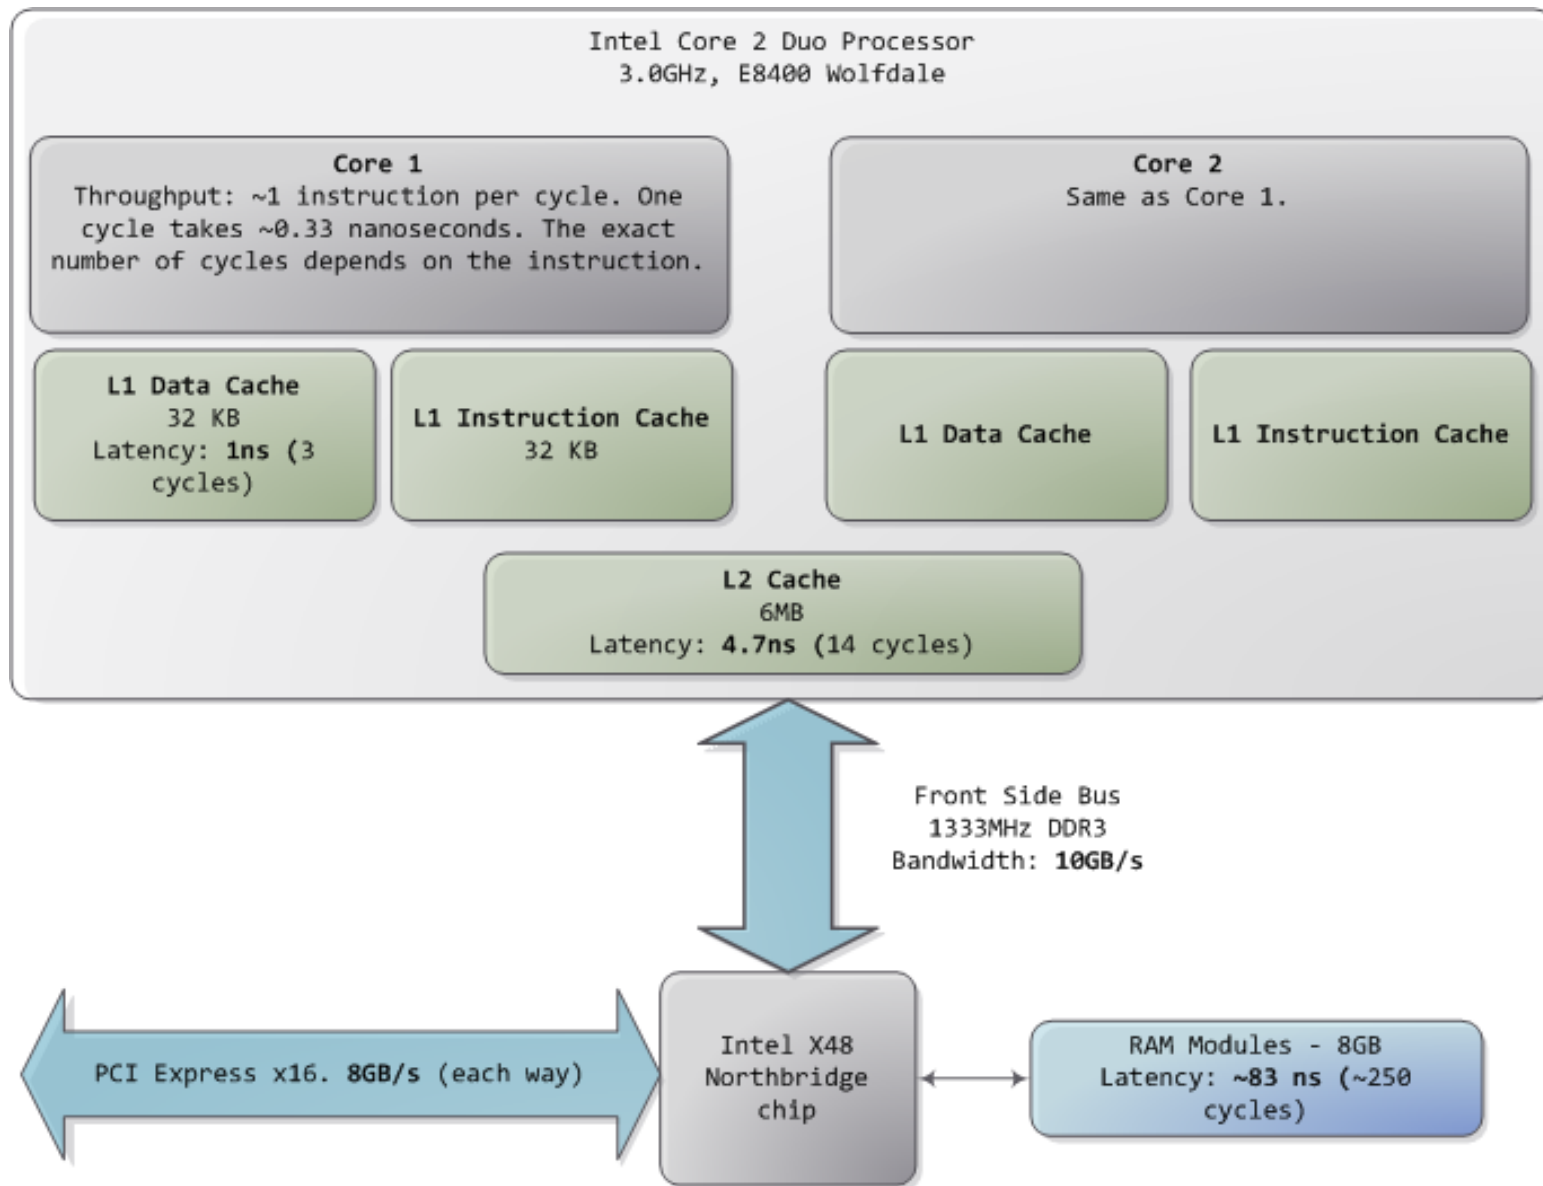 Intel Core 2 Duo Processor
3.0GHz, E8400 Wolfdale
Core 1
Throughput: ~1 instruction per cycle. One
cycle takes ~0.33 nanoseconds. The exact
number of cycles depends on the instruction.
Core 2
Same as Core 1.
L1 Data Cache
32 KB
Latency: 1ns (3
cycles)
L1 Instruction Cache
32 KB
L1 Data Cache
L1 Instruction Cache
L2 Cache
6MB
Latency: 4.7ns (14 cycles)
Front Side Bus
1333MHz DDR3
Bandwidth: 10GB/s
PCI Express x16. 8GB/s (each way)
Intel X48
Northbridge
chip
RAM Modules - 8GB
Latency: ~83 ns (~250
cycles)